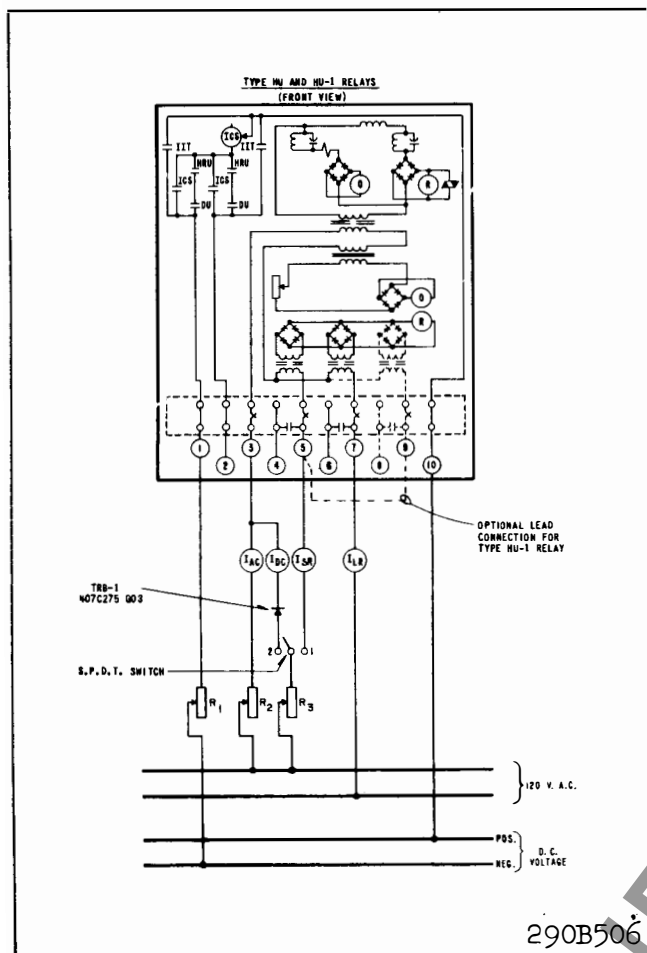 TYPE HU AND HU-1 RELAYS
(FRONT VIEW)
IIT
ICS
IIT
ICS
HRU
ICS
HRU
DU
DU
O
R
O
R
1
2
3
4
5
6
7
8
9
10
OPTIONAL LEAD
CONNECTION FOR
TYPE HU-1 RELAY
IAC
IDC
ISR
ILR
TRB-1
407C275 G03
2
1
S.P.D.T. SWITCH
R1
R2
R3
120 V. A.C.
POS.
NEG.
D.C.
VOLTAGE
290B506